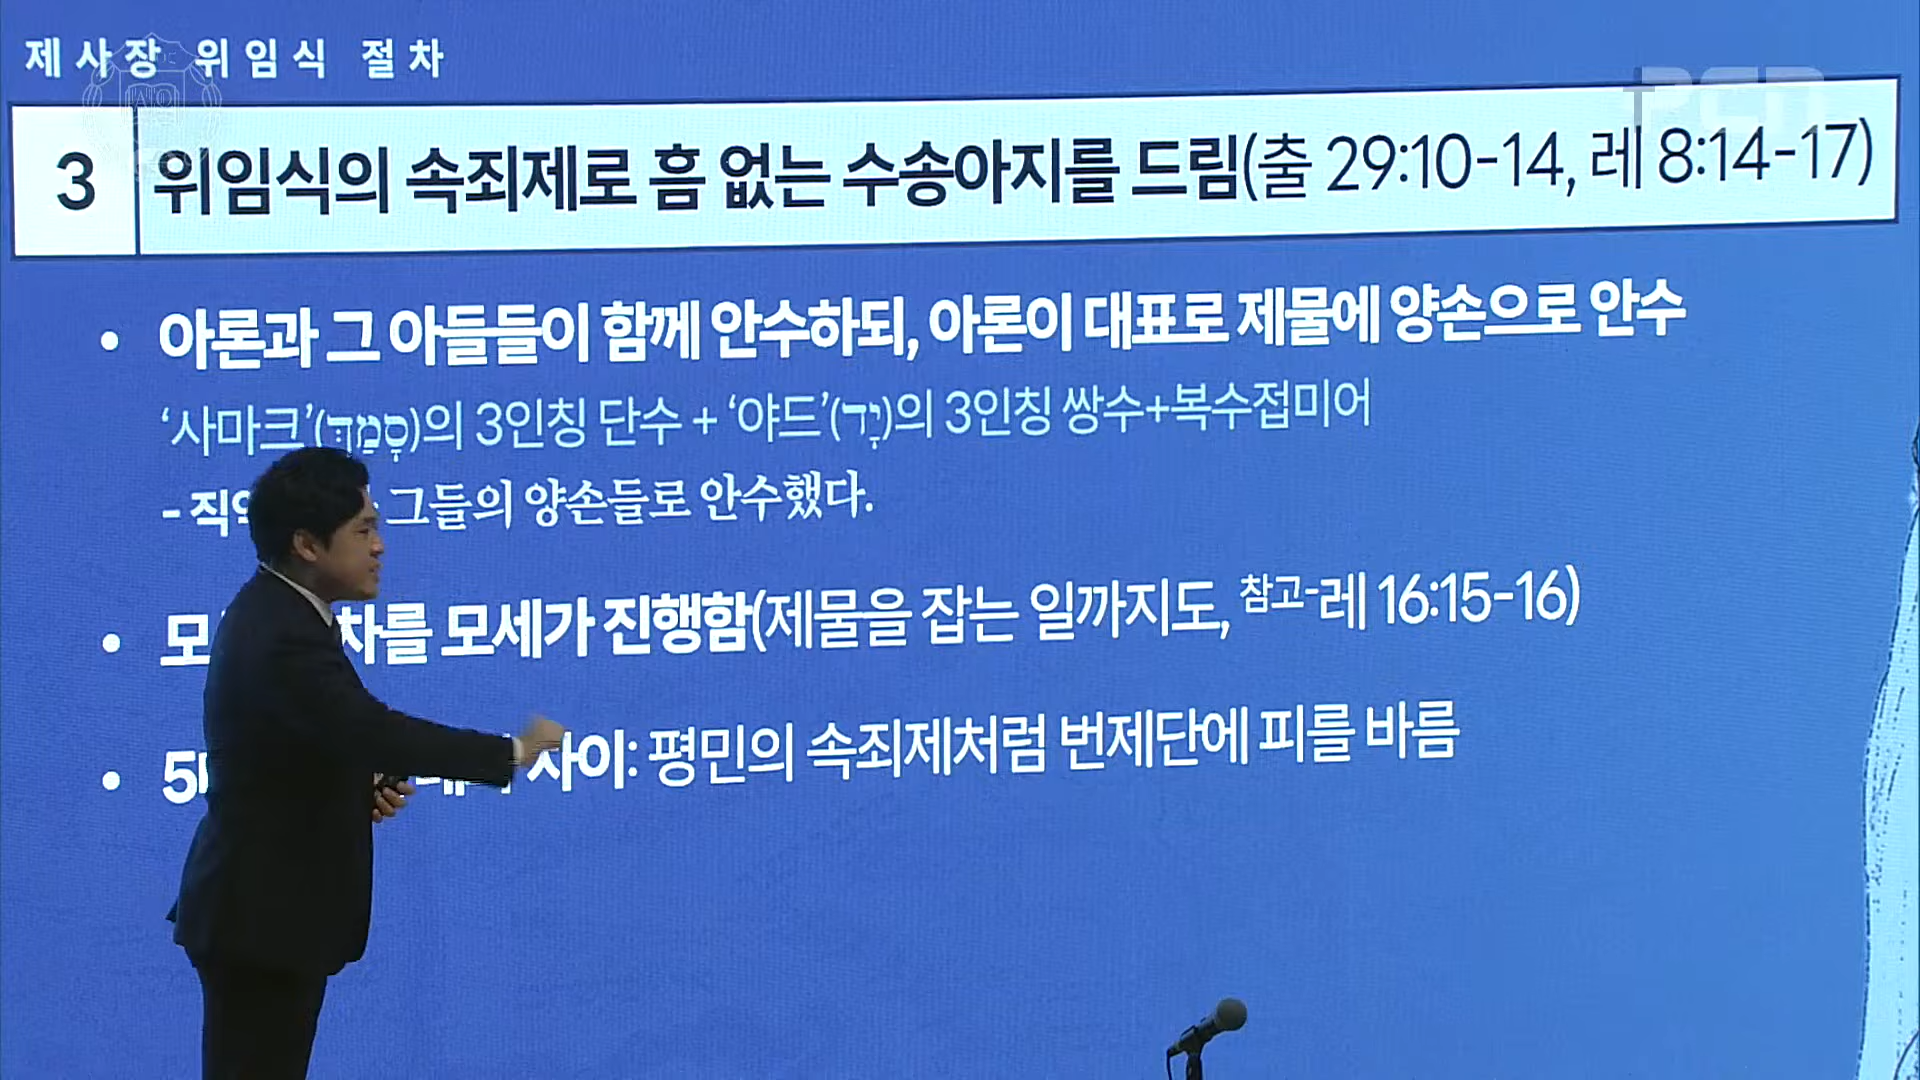 제사장 위임식 절차
PCN
3 위임식의 속죄제로 흠 없는 수송아지를 드림(출 29:10-14, 레 8:14-17)
• 아론과 그 아들들이 함께 안수하되, 아론이 대표로 제물에 양손으로 안수
‘사마크’(סָמַךְ)의 3인칭 단수 + ‘야드’(יָד)의 3인칭 쌍수+복수접미어
- 그들의 양손들로 안수했다.
• 모세가 진행함(제물을 잡는 일까지도, 참고-레 16:15-16)
• 차이: 평민의 속죄제처럼 번제단에 피를 바름